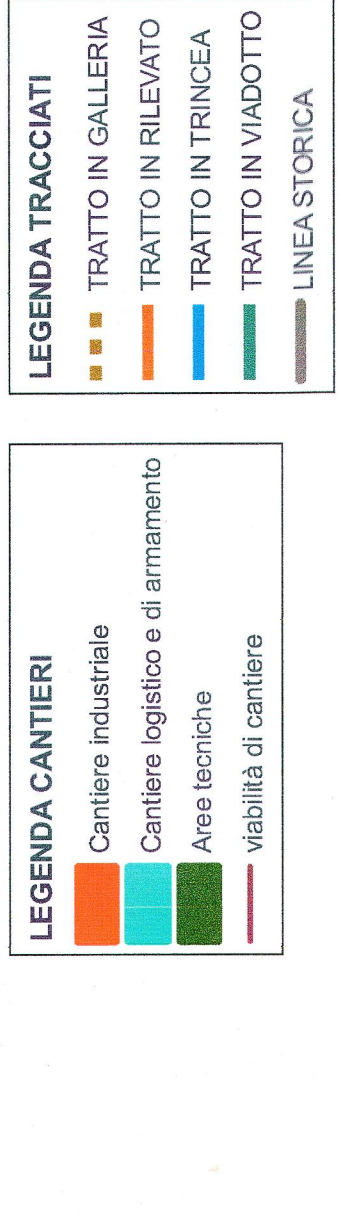 LEGENDA CANTIERI
Cantiere industriale
Cantiere logistico e di armamento
Aree tecniche
viabilità di cantiere
LEGENDA TRACCIATI
TRATTO IN GALLERIA
TRATTO IN RILEVATO
TRATTO IN TRINCEA
TRATTO IN VIADOTTO
LINEA STORICA